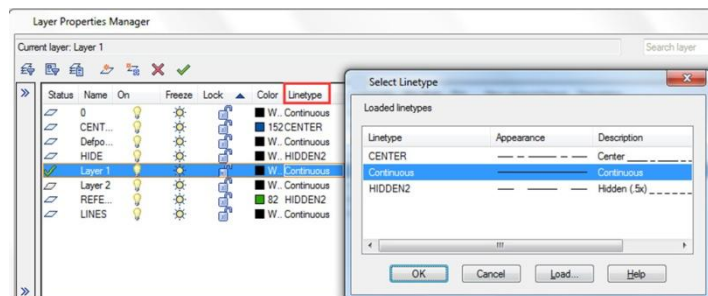 Layer Properties Manager
Current layer: Layer 1
Search layer
Status Name On Freeze Lock Color Linetype
0 W.. Continuous
CENT... 152 CENTER
Defpo... W.. Continuous
HIDE W.. HIDDEN2
Layer 1 W.. Continuous
Layer 2 W.. Continuous
REFE... 82 HIDDEN2
LINES W.. Continuous
Select Linetype
Loaded linetypes
Linetype Appearance Description
CENTER Center
Continuous Continuous
HIDDEN2 Hidden (.5x)
OK Cancel Load... Help